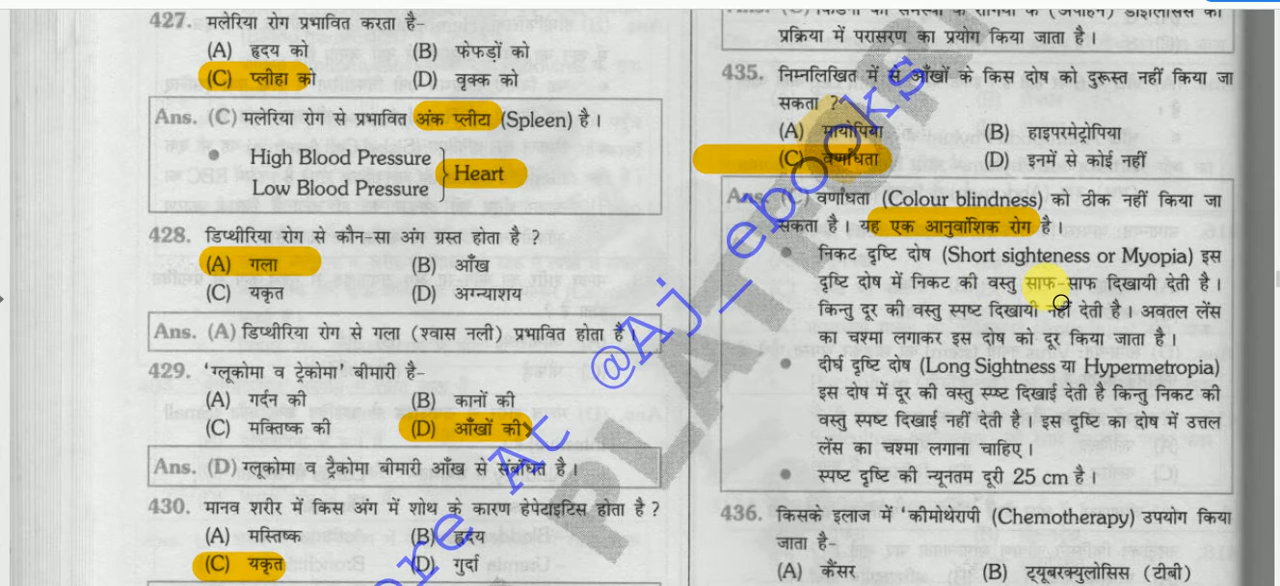 427. मलेरिया रोग प्रभावित करता है-
(A) हृदय को (B) फेफड़ों को
(C) प्लीहा को (D) वृक्क को
Ans. (C) मलेरिया रोग से प्रभावित अंक प्लीटा (Spleen) है।
• High Blood Pressure
Low Blood Pressure } Heart
428. डिप्थीरिया रोग से कौन-सा अंग ग्रस्त होता है ?
(A) गला (B) आँख
(C) यकृत (D) अग्न्याशय
Ans. (A) डिप्थीरिया रोग से गला (श्वास नली) प्रभावित होता है।
429. 'ग्लूकोमा व ट्रेकोमा' बीमारी है-
(A) गर्दन की (B) कानों की
(C) मक्तिष्क की (D) आँखों की
Ans. (D) ग्लूकोमा व ट्रैकोमा बीमारी आँख से संबंधित है।
430. मानव शरीर में किस अंग में शोथ के कारण हेपेटाइटिस होता है ?
(A) मस्तिष्क (B) हृदय
(C) यकृत (D) गुर्दा
प्रक्रिया में परासरण का प्रयोग किया जाता है।
435. निम्नलिखित में से आँखों के किस दोष को दुरूस्त नहीं किया जा
सकता ?
(A) मायोपिया (B) हाइपरमेट्रोपिया
(C) वर्णांधता (D) इनमें से कोई नहीं
Ans. (C) वर्णांधता (Colour blindness) को ठीक नहीं किया जा
सकता है। यह एक आनुवांशिक रोग है।
• निकट दृष्टि दोष (Short sighteness or Myopia) इस
दृष्टि दोष में निकट की वस्तु साफ-साफ दिखायी देती है।
किन्तु दूर की वस्तु स्पष्ट दिखायी नहीं देती है। अवतल लेंस
का चश्मा लगाकर इस दोष को दूर किया जाता है।
• दीर्घ दृष्टि दोष (Long Sightness या Hypermetropia)
इस दोष में दूर की वस्तु स्प्ष्ट दिखाई देती है किन्तु निकट की
वस्तु स्पष्ट दिखाई नहीं देती है। इस दृष्टि का दोष में उत्तल
लेंस का चश्मा लगाना चाहिए।
• स्पष्ट दृष्टि की न्यूनतम दूरी 25 cm है।
436. किसके इलाज में 'कीमोथेरापी (Chemotherapy) उपयोग किया
जाता है-
(A) कैंसर (B) ट्यूबरक्युलोसिस (टीबी)
ore At @Aj_ebooks
PLATFORM